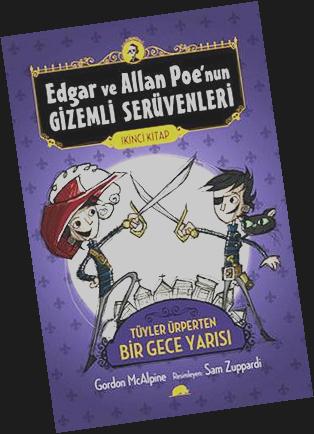 Edgar ve Allan Poe'nun
GİZEMLİ SERÜVENLERİ
İKİNCİ KİTAP
TÜYLER ÜRPERTEN
BİR GECE YARISI
Gordon McAlpine Resimleyen: Sam Zuppardi